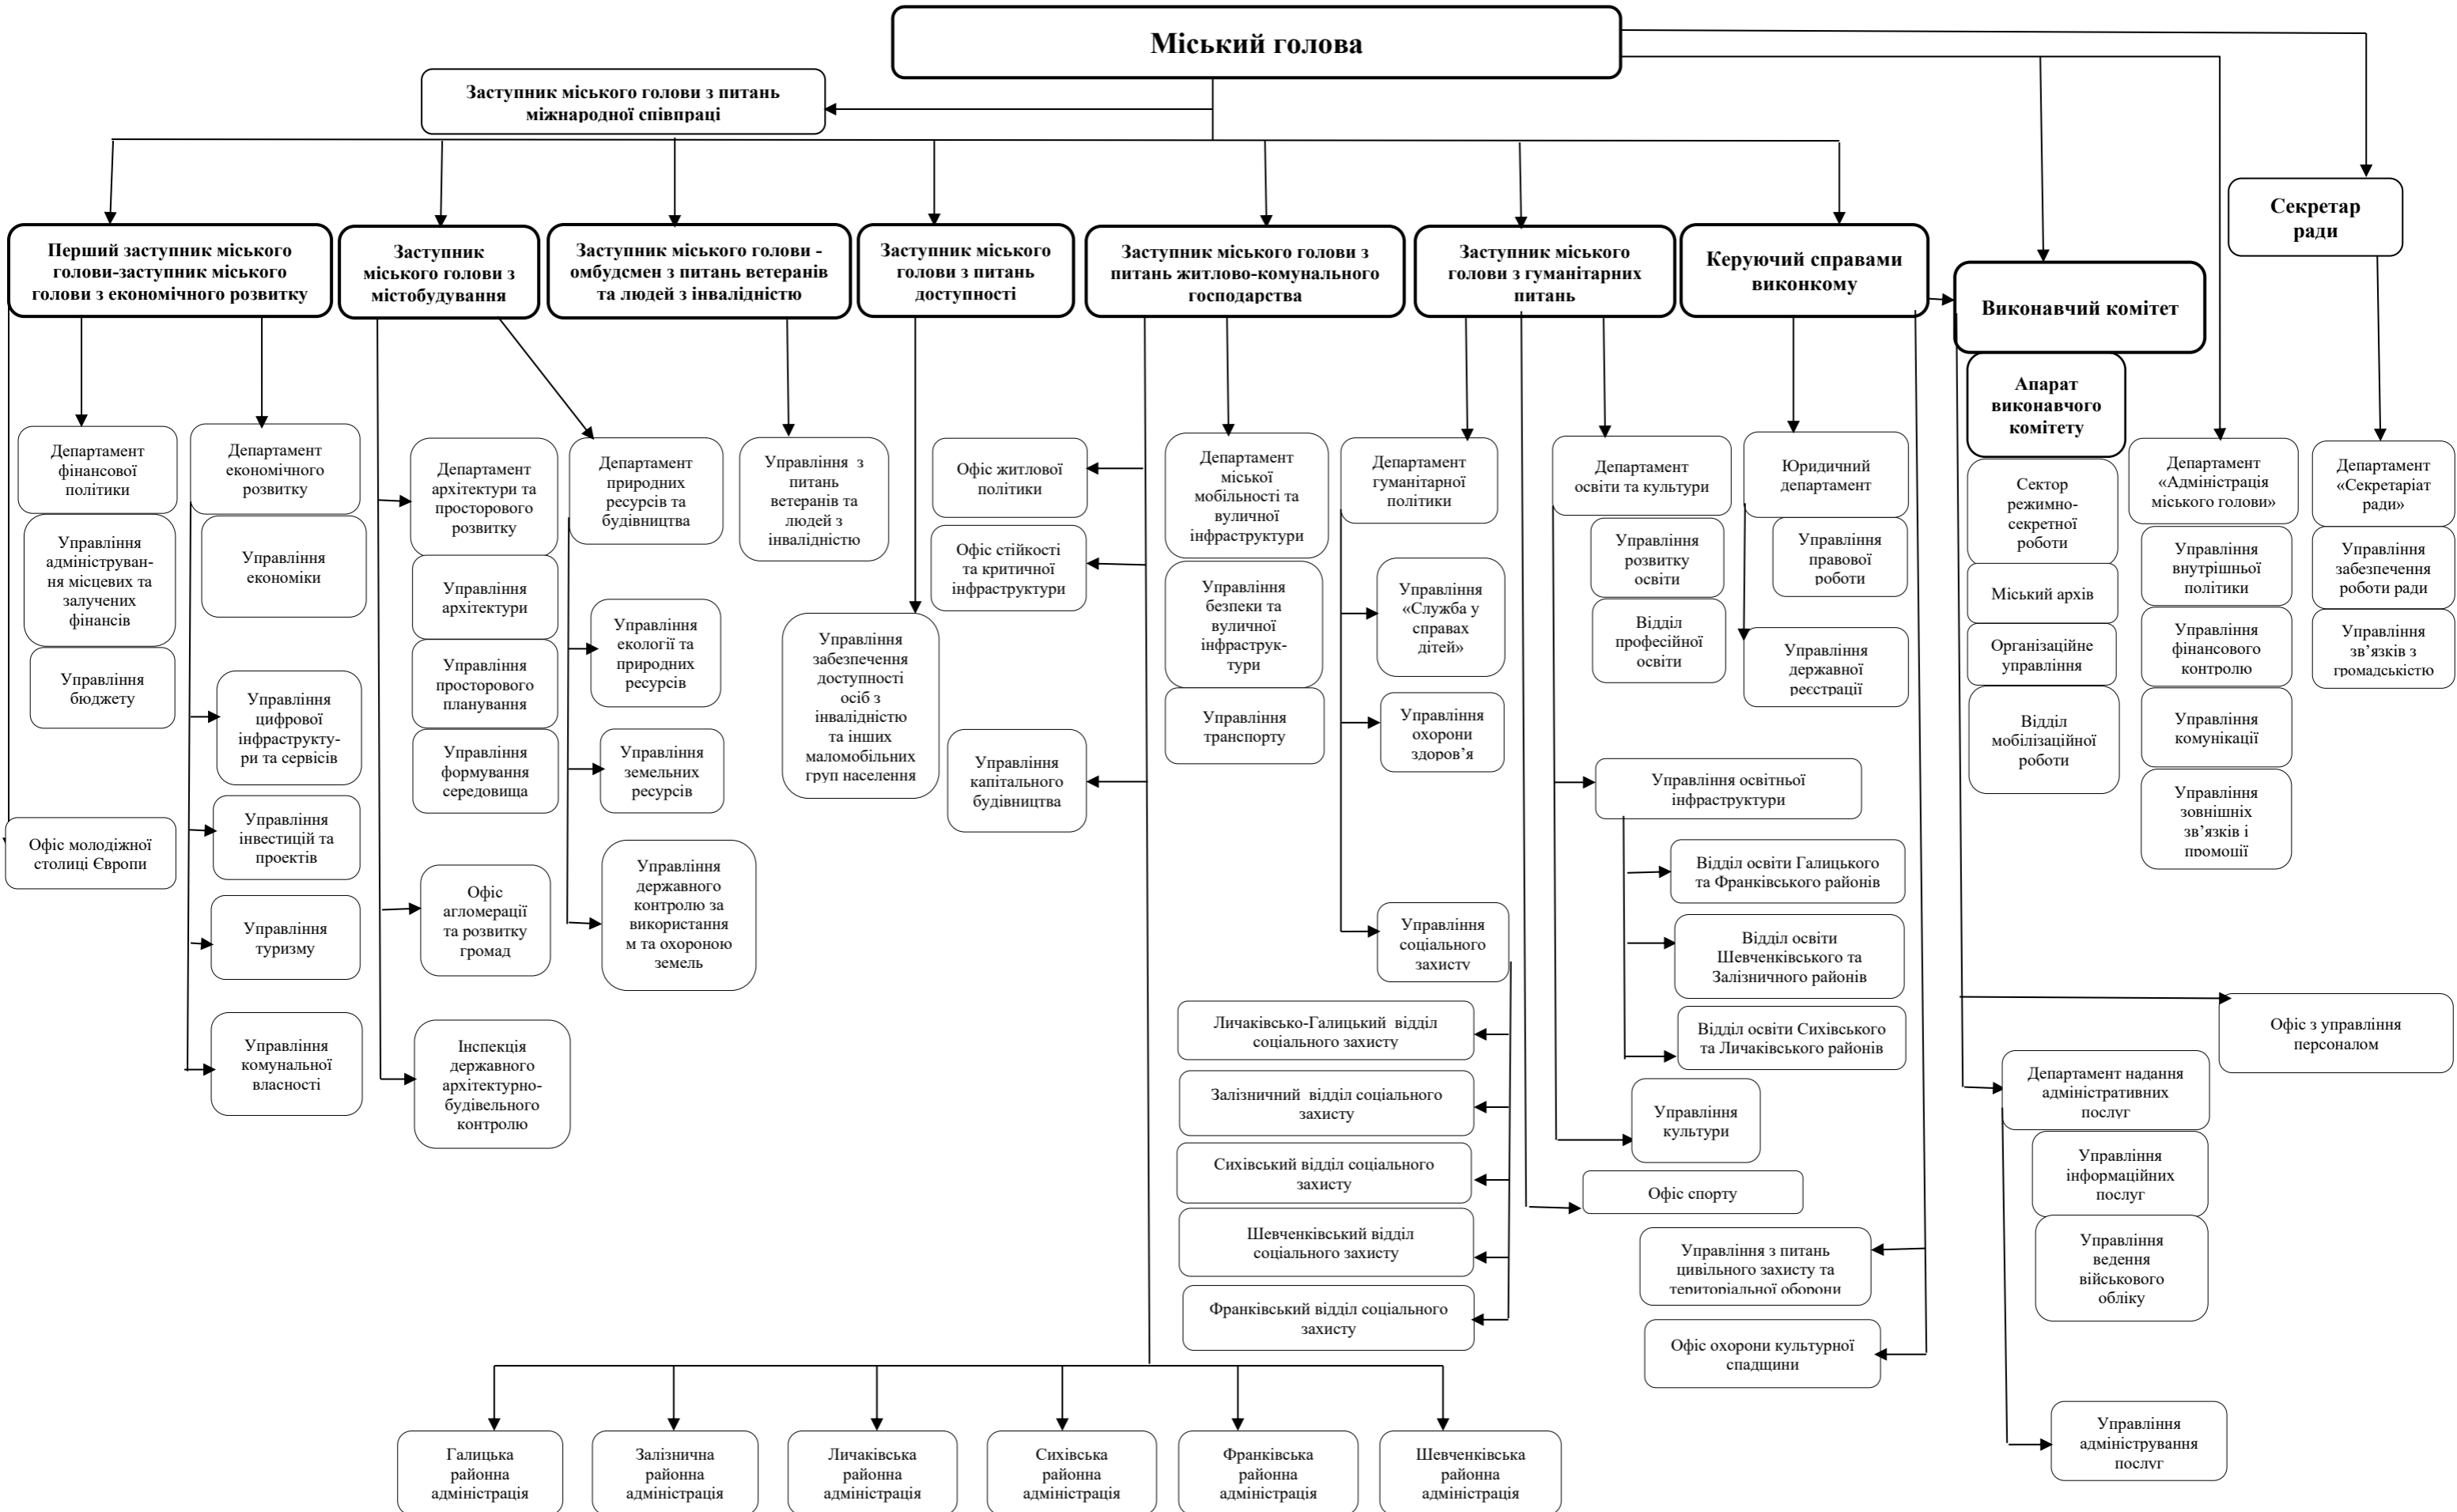 Міський голова
Заступник міського голови з питань
міжнародної співпраці
Секретар
ради
Перший заступник міського
голови-заступник міського
голови з економічного розвитку
Заступник
міського голови з
містобудування
Заступник міського голови -
омбудсмен з питань ветеранів
та людей з інвалідністю
Заступник міського
голови з питань
доступності
Заступник міського голови з
питань житлово-комунального
господарства
Заступник міського
голови з гуманітарних
питань
Керуючий справами
виконкому
Виконавчий комітет
Апарат
виконавчого
комітету
Департамент
фінансової
політики
Управління
адмініструван-
ня місцевих та
залучених
фінансів
Управління
бюджету
Офіс молодіжної
столиці Європи
Департамент
економічного
розвитку
Управління
економіки
Управління
цифрової
інфраструкту-
ри та сервісів
Управління
інвестицій та
проектів
Управління
туризму
Управління
комунальної
власності
Департамент
архітектури та
просторового
розвитку
Управління
архітектури
Управління
просторового
планування
Управління
формування
середовища
Офіс
агломерації
та розвитку
громад
Інспекція
державного
архітектурно-
будівельного
контролю
Департамент
природних
ресурсів та
будівництва
Управління
екології та
природних
ресурсів
Управління
земельних
ресурсів
Управління
державного
контролю за
використання
м та охороною
земель
Управління з
питань
ветеранів та
людей з
інвалідністю
Управління
забезпечення
доступності
осіб з
інвалідністю
та інших
маломобільних
груп населення
Офіс житлової
політики
Офіс стійкості
та критичної
інфраструктури
Управління
капітального
будівництва
Департамент
міської
мобільності та
вуличної
інфраструктури
Управління
безпеки та
вуличної
інфраструк-
тури
Управління
транспорту
Департамент
гуманітарної
політики
Управління
«Служба у
справах
дітей»
Управління
охорони
здоров’я
Управління
соціального
захисту
Личаківсько-Галицький відділ
соціального захисту
Залізничний відділ соціального
захисту
Сихівський відділ соціального
захисту
Шевченківський відділ
соціального захисту
Франківський відділ соціального
захисту
Департамент
освіти та культури
Управління
розвитку
освіти
Відділ
професійної
освіти
Управління освітньої
інфраструктури
Відділ освіти Галицького
та Франківського районів
Відділ освіти
Шевченківського та
Залізничного районів
Відділ освіти Сихівського
та Личаківського районів
Управління
культури
Офіс спорту
Юридичний
департамент
Управління
правової
роботи
Управління
державної
реєстрації
Управління з питань
цивільного захисту та
територіальної оборони
Офіс охорони культурної
спадщини
Сектор
режимно-
секретної
роботи
Міський архів
Організаційне
управління
Відділ
мобілізаційної
роботи
Департамент
«Адміністрація
міського голови»
Управління
внутрішньої
політики
Управління
фінансового
контролю
Управління
комунікації
Управління
зовнішніх
зв’язків і
промоції
Департамент
«Секретаріат
ради»
Управління
забезпечення
роботи ради
Управління
зв’язків з
громадськістю
Офіс з управління
персоналом
Департамент надання
адміністративних
послуг
Управління
інформаційних
послуг
Управління
ведення
військового
обліку
Управління
адміністрування
послуг
Галицька
районна
адміністрація
Залізнична
районна
адміністрація
Личаківська
районна
адміністрація
Сихівська
районна
адміністрація
Франківська
районна
адміністрація
Шевченківська
районна
адміністрація